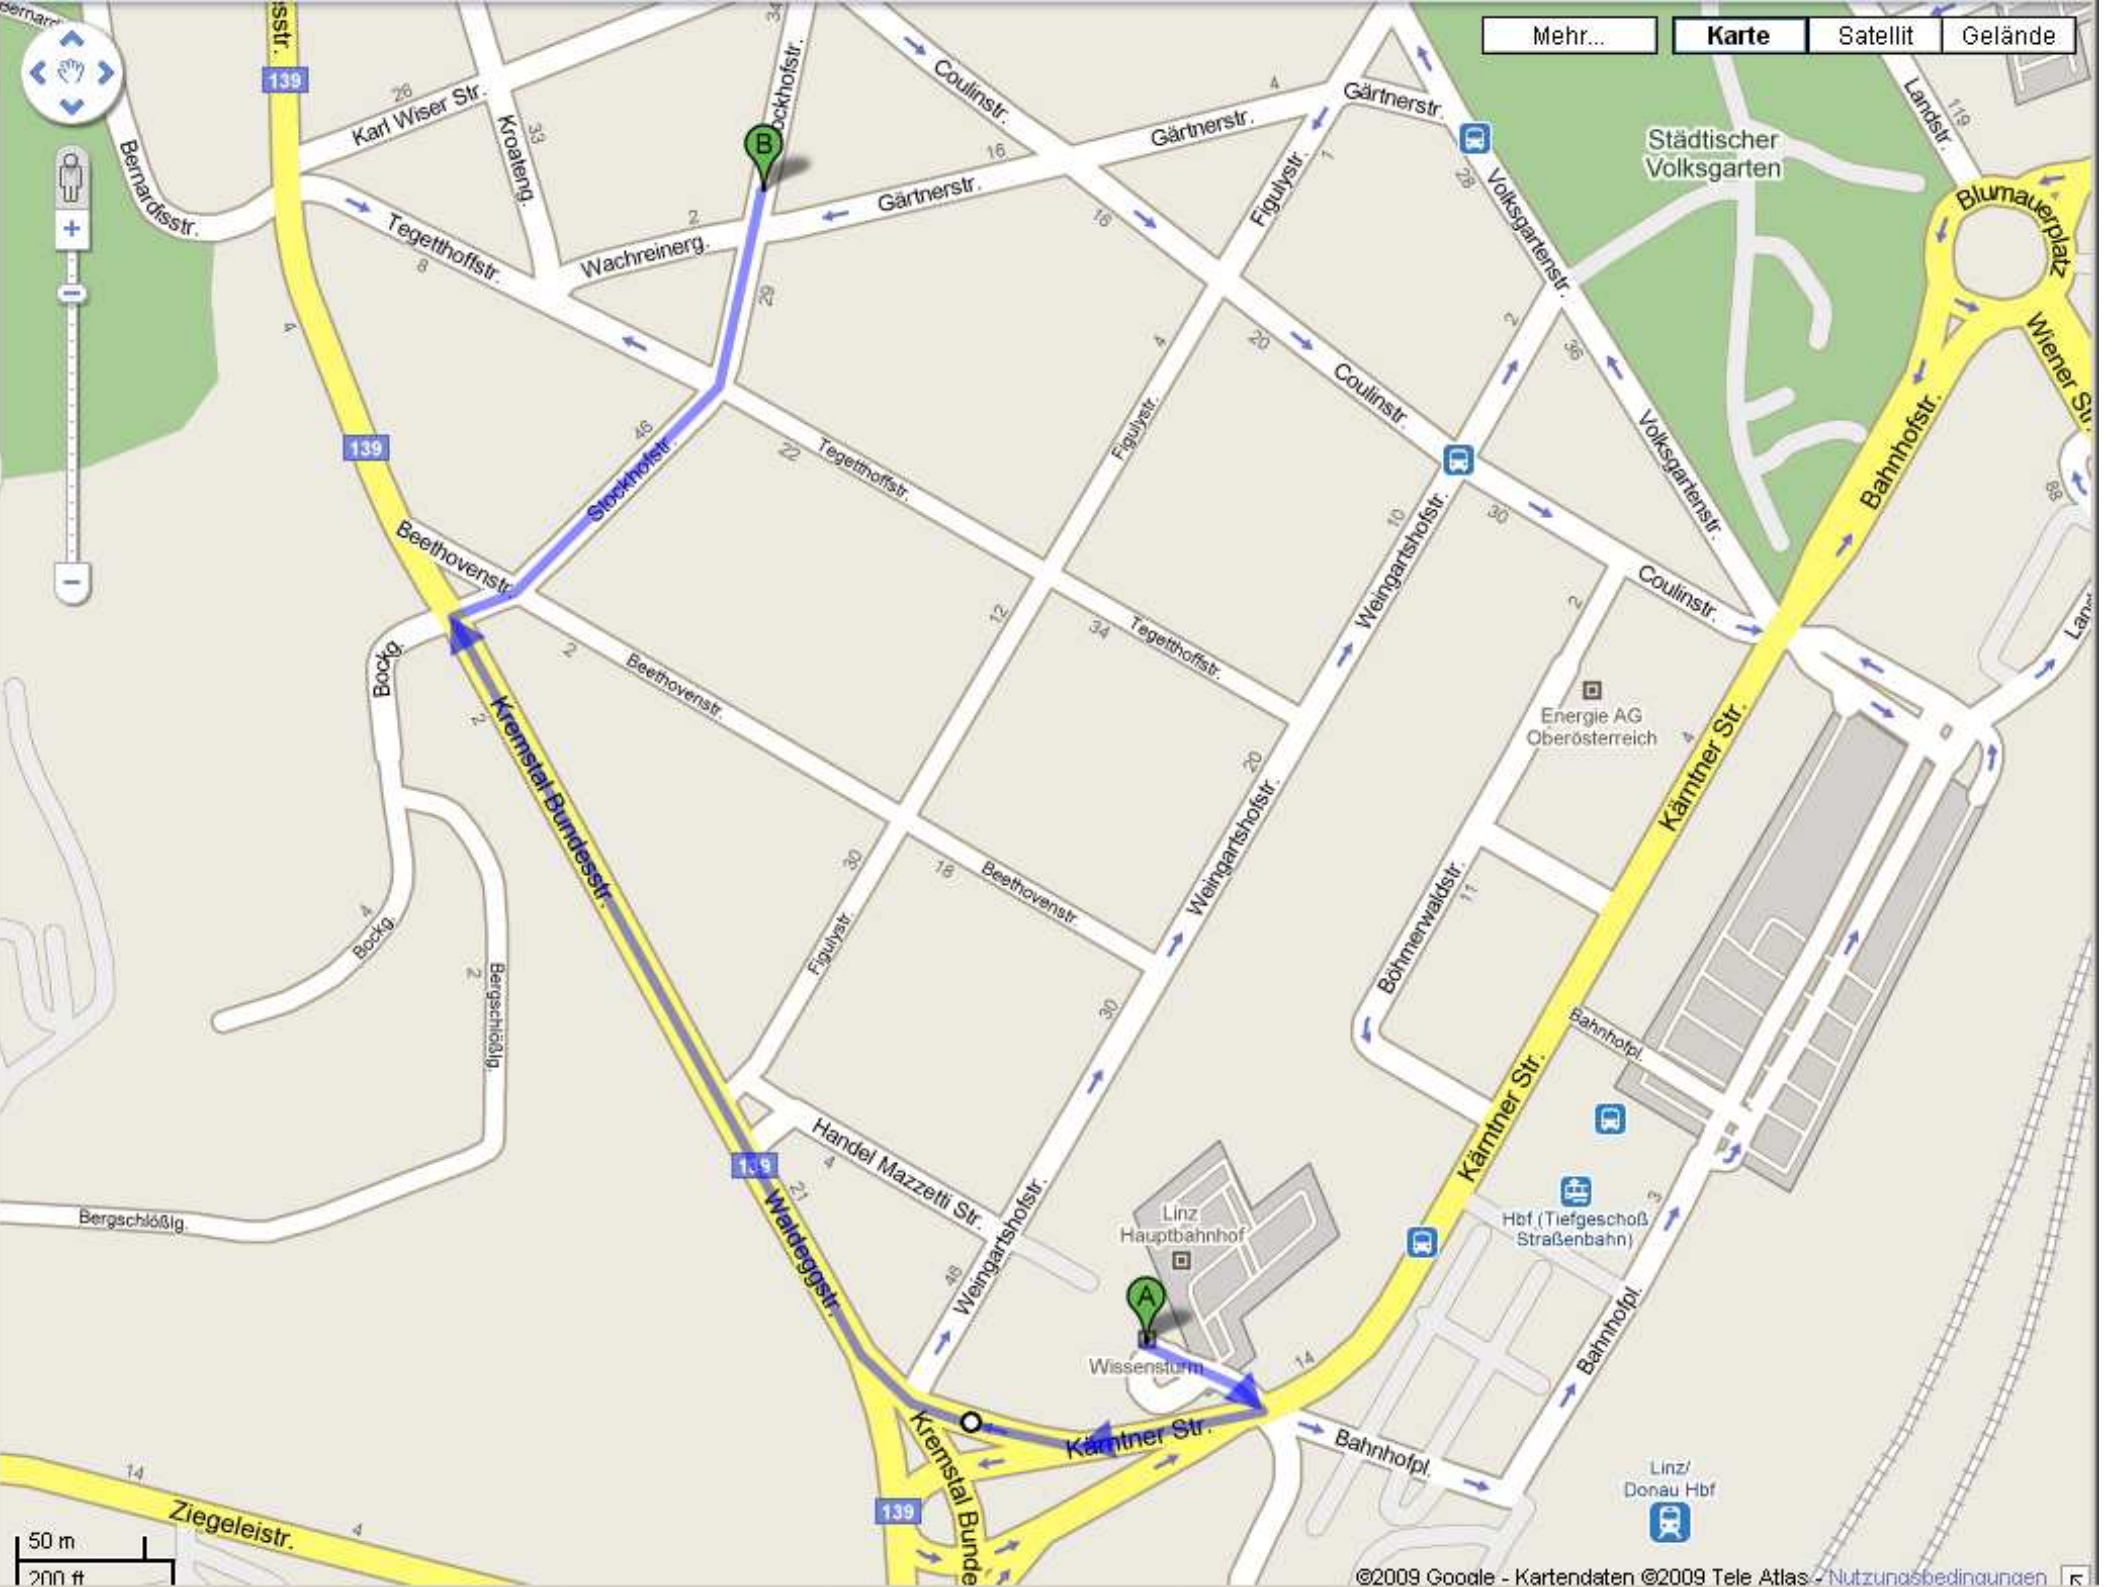 Mehr...
Karte
Satellit
Gelände
139
Karl Wiser Str.
26
Kroateng.
33
34
Coulinstr.
Gärtnerstr.
4
Gärtnerstr.
Städtischer
Volksgarten
Landstr.
119
Bernardisstr.
B
16
Gärtnerstr.
Figulystr.
1
28
Volksgartenstr.
Blumauerplatz
Tegetthoffstr.
8
Wachreinerg.
2
29
16
4
20
4
2
36
Wiener Str.
139
Coulinstr.
Volksgartenstr.
Bahnhofstr.
46
Stockhofstr.
22
Tegetthoffstr.
Figulystr.
10
30
88
Beethovenstr.
Weingartshofstr.
Coulinstr.
2
Bockg.
2
Beethovenstr.
12
34
Tegetthoffstr.
Energie AG
Oberösterreich
4
Kärntner Str.
2
Kremstal Bundesstr.
20
Weingartshofstr.
30
18
Beethovenstr.
Böhmerwaldstr.
11
4
Bockg.
2
Bergschlößlg.
Figulystr.
30
Bahnhofpl.
Kärntner Str.
Handel Mazzetti Str.
4
139
21
Waldeggstr.
Bergschlößlg.
Weingartshofstr.
48
Linz
Hauptbahnhof
Hbf (Tiefgeschoß
Straßenbahn)
3
A
Wissensturm
14
Bahnhofpl.
Kärntner Str.
Bahnhofpl.
Linz/
Donau Hbf
14
Ziegeleistr.
4
139
50 m
200 ft
©2009 Google - Kartendaten ©2009 Tele Atlas - Nutzungsbedingungen